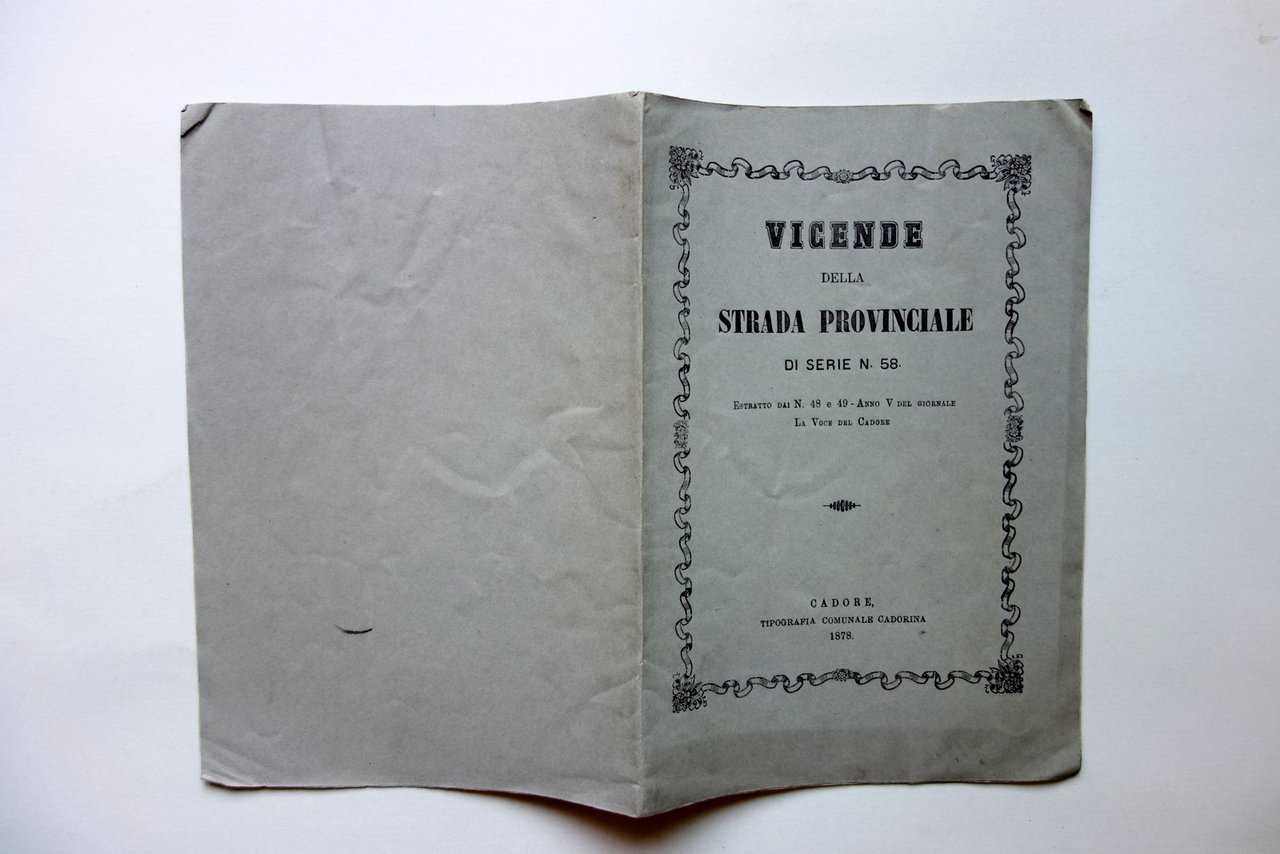 VICENDE
DELLA
STRADA PROVINCIALE
DI SERIE N. 58.
ESTRATTO DAI N. 48 e 49 - ANNO V DEL GIORNALE
LA VOCE DEL CADORE
CADORE,
TIPOGRAFIA COMUNALE CADORINA
1878.